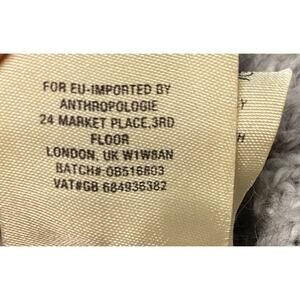 FOR EU-IMPORTED BY
ANTHROPOLOGIE
24 MARKET PLACE,3RD
FLOOR
LONDON, UK W1W8AN
BATCH#: OB516803
VAT#GB 684936382
Y
H